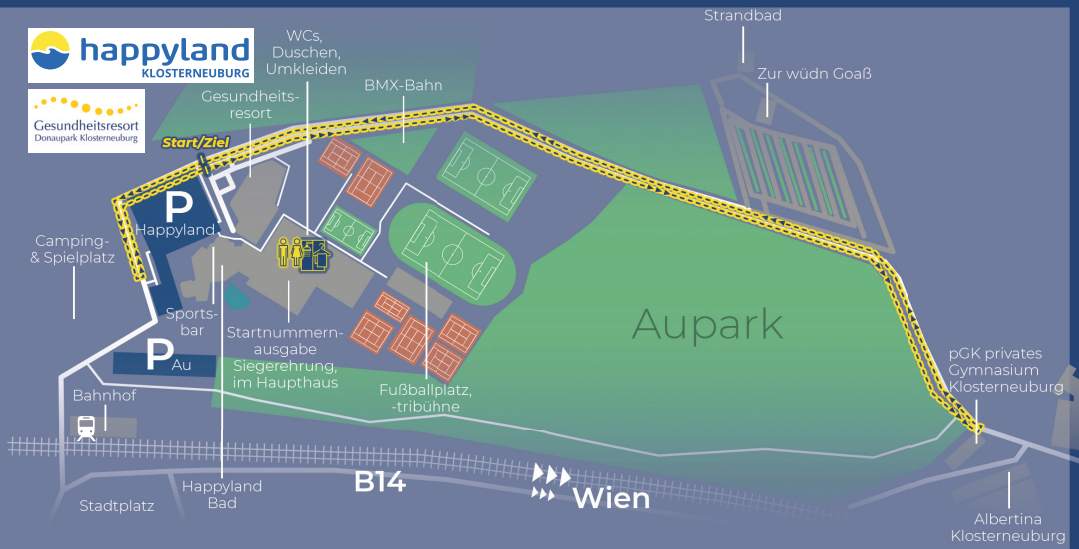 Strandbad
happyland
KLOSTERNEUBURG
WCs,
Duschen,
Umkleiden
Zur wüdn Goaß
BMX-Bahn
Gesundheits-
resort
Gesundheitsresort
Donaupark Klosterneuburg
Start/Ziel
P
Happyland
Camping-
& Spielplatz
Sports-
bar
Startnummern-
ausgabe
Siegerehrung,
im Haupthaus
Aupark
P Au
pGK privates
Gymnasium
Klosterneuburg
Fußballplatz,
-tribühne
Bahnhof
Happyland
Bad
B14
Wien
Stadtplatz
Albertina
Klosterneuburg